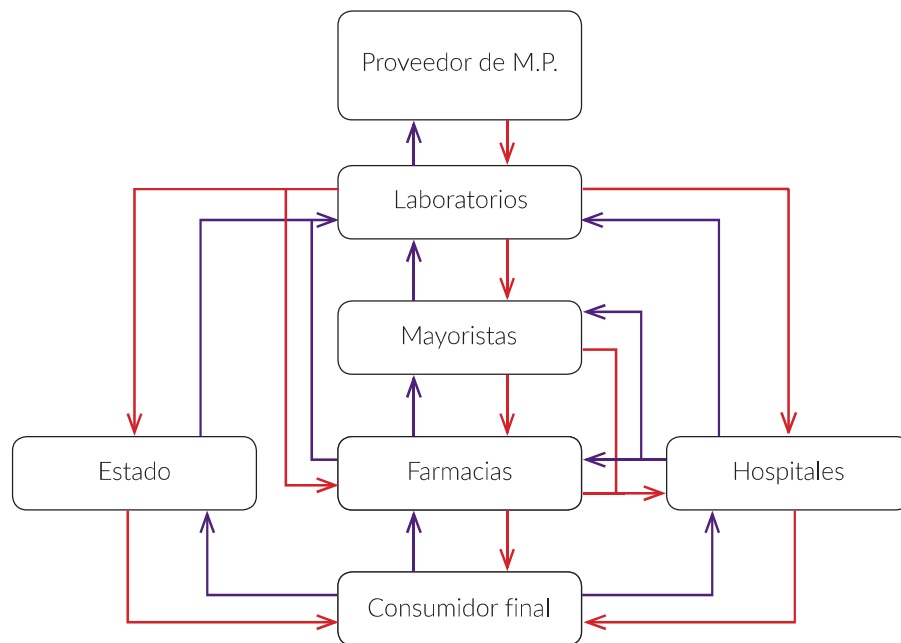 Proveedor de M.P.
Laboratorios
Mayoristas
Estado
Farmacias
Hospitales
Consumidor final